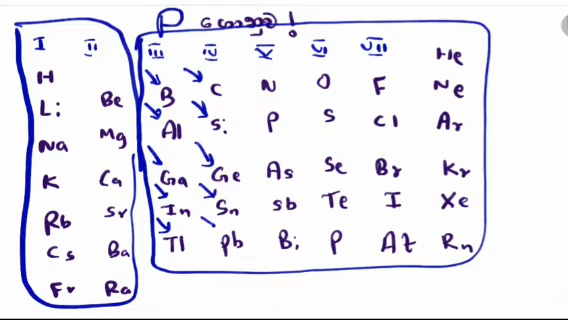 P ബ്ലോക്ക് !
I II III IV V VI VII He
H B C N O F Ne
Li Be Al Si P S Cl Ar
Na Mg
K Ca Ga Ge As Se Br Kr
Rb Sr In Sn Sb Te I Xe
Cs Ba Tl Pb Bi P At Rn
Fr Ra